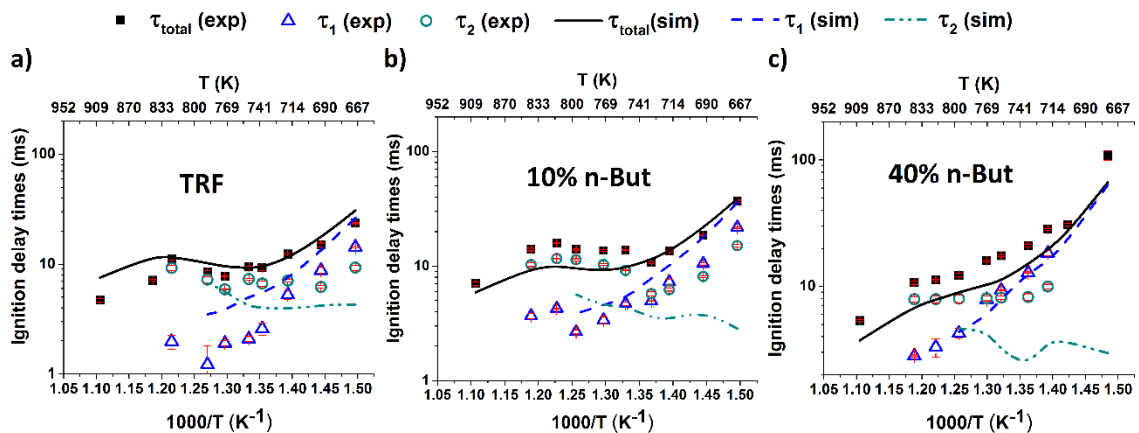 τtotal (exp) τ1 (exp) τ2 (exp) τtotal(sim) τ1 (sim) τ2 (sim)
a)
T (K)
952 909 870 833 800 769 741 714 690 667
Ignition delay times (ms)
100
10
1
TRF
1.05 1.10 1.15 1.20 1.25 1.30 1.35 1.40 1.45 1.50
1000/T (K-1)
b)
T (K)
952 909 870 833 800 769 741 714 690 667
Ignition delay times (ms)
100
10
1
10% n-But
1.05 1.10 1.15 1.20 1.25 1.30 1.35 1.40 1.45 1.50
1000/T (K-1)
c)
T (K)
952 909 870 833 800 769 741 714 690 667
Ignition delay times (ms)
100
10
40% n-But
1.05 1.10 1.15 1.20 1.25 1.30 1.35 1.40 1.45 1.50
1000/T (K-1)